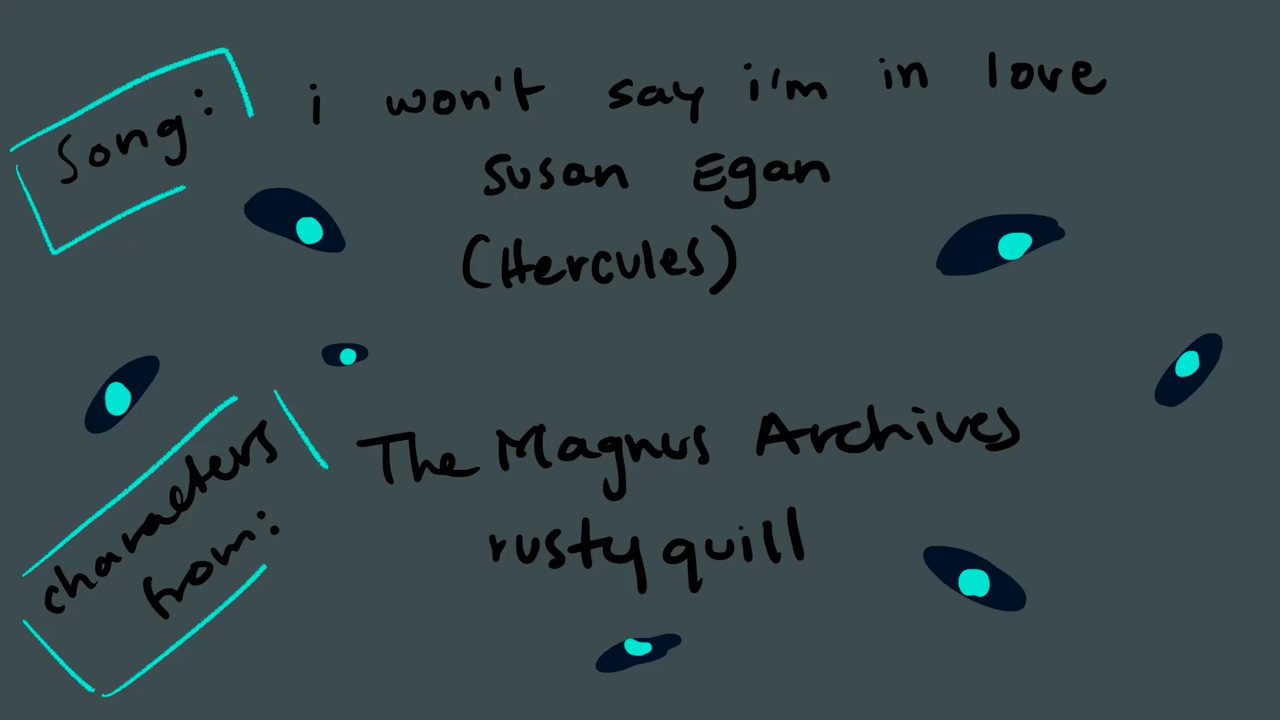 Song:
i won't say i'm in love
Susan Egan
(Hercules)
characters
from:
The Magnus Archives
rusty quill